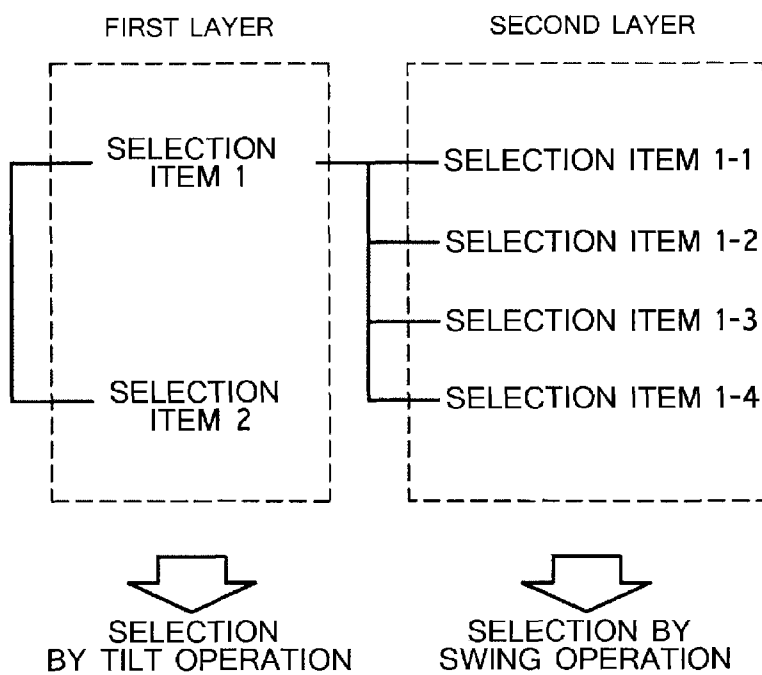 FIRST LAYER
SECOND LAYER
SELECTION
ITEM 1
SELECTION ITEM 1-1
SELECTION ITEM 1-2
SELECTION ITEM 1-3
SELECTION
ITEM 2
SELECTION ITEM 1-4
SELECTION
BY TILT OPERATION
SELECTION BY
SWING OPERATION